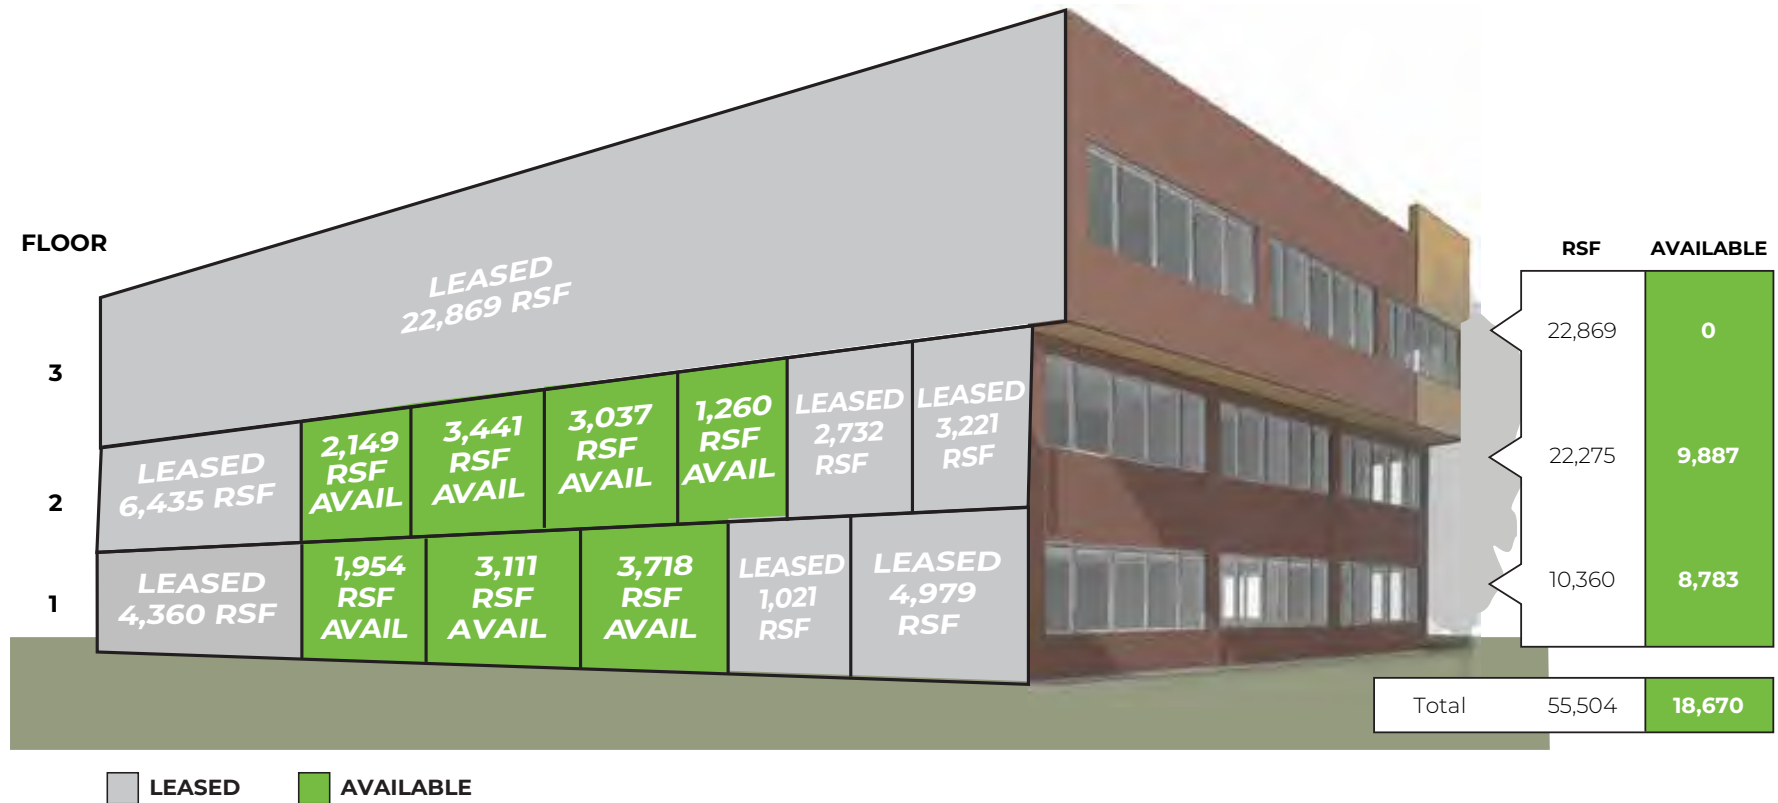 FLOOR
RSF AVAILABLE
LEASED
22,869 RSF
3
22,869 0
2
LEASED
6,435 RSF
2,149
RSF
AVAIL
3,441
RSF
AVAIL
3,037
RSF
AVAIL
1,260
RSF
AVAIL
LEASED
2,732
RSF
LEASED
3,221
RSF
22,275 9,887
1
LEASED
4,360 RSF
1,954
RSF
AVAIL
3,111
RSF
AVAIL
3,718
RSF
AVAIL
LEASED
1,021
RSF
LEASED
4,979
RSF
10,360 8,783
Total 55,504 18,670
LEASED AVAILABLE